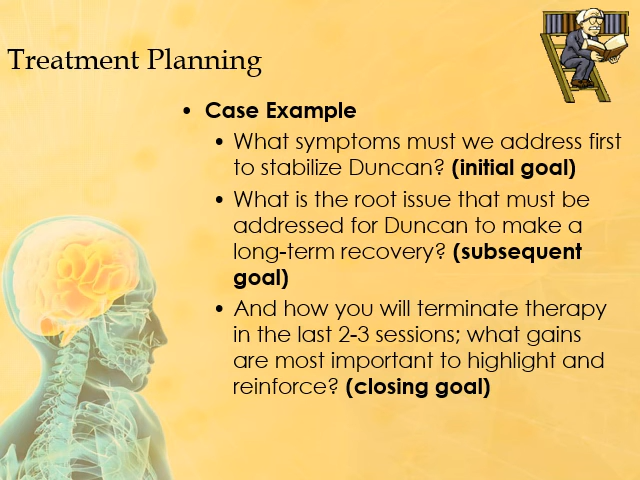 Treatment Planning
• Case Example
• What symptoms must we address first
to stabilize Duncan? (initial goal)
• What is the root issue that must be
addressed for Duncan to make a
long-term recovery? (subsequent
goal)
• And how you will terminate therapy
in the last 2-3 sessions; what gains
are most important to highlight and
reinforce? (closing goal)